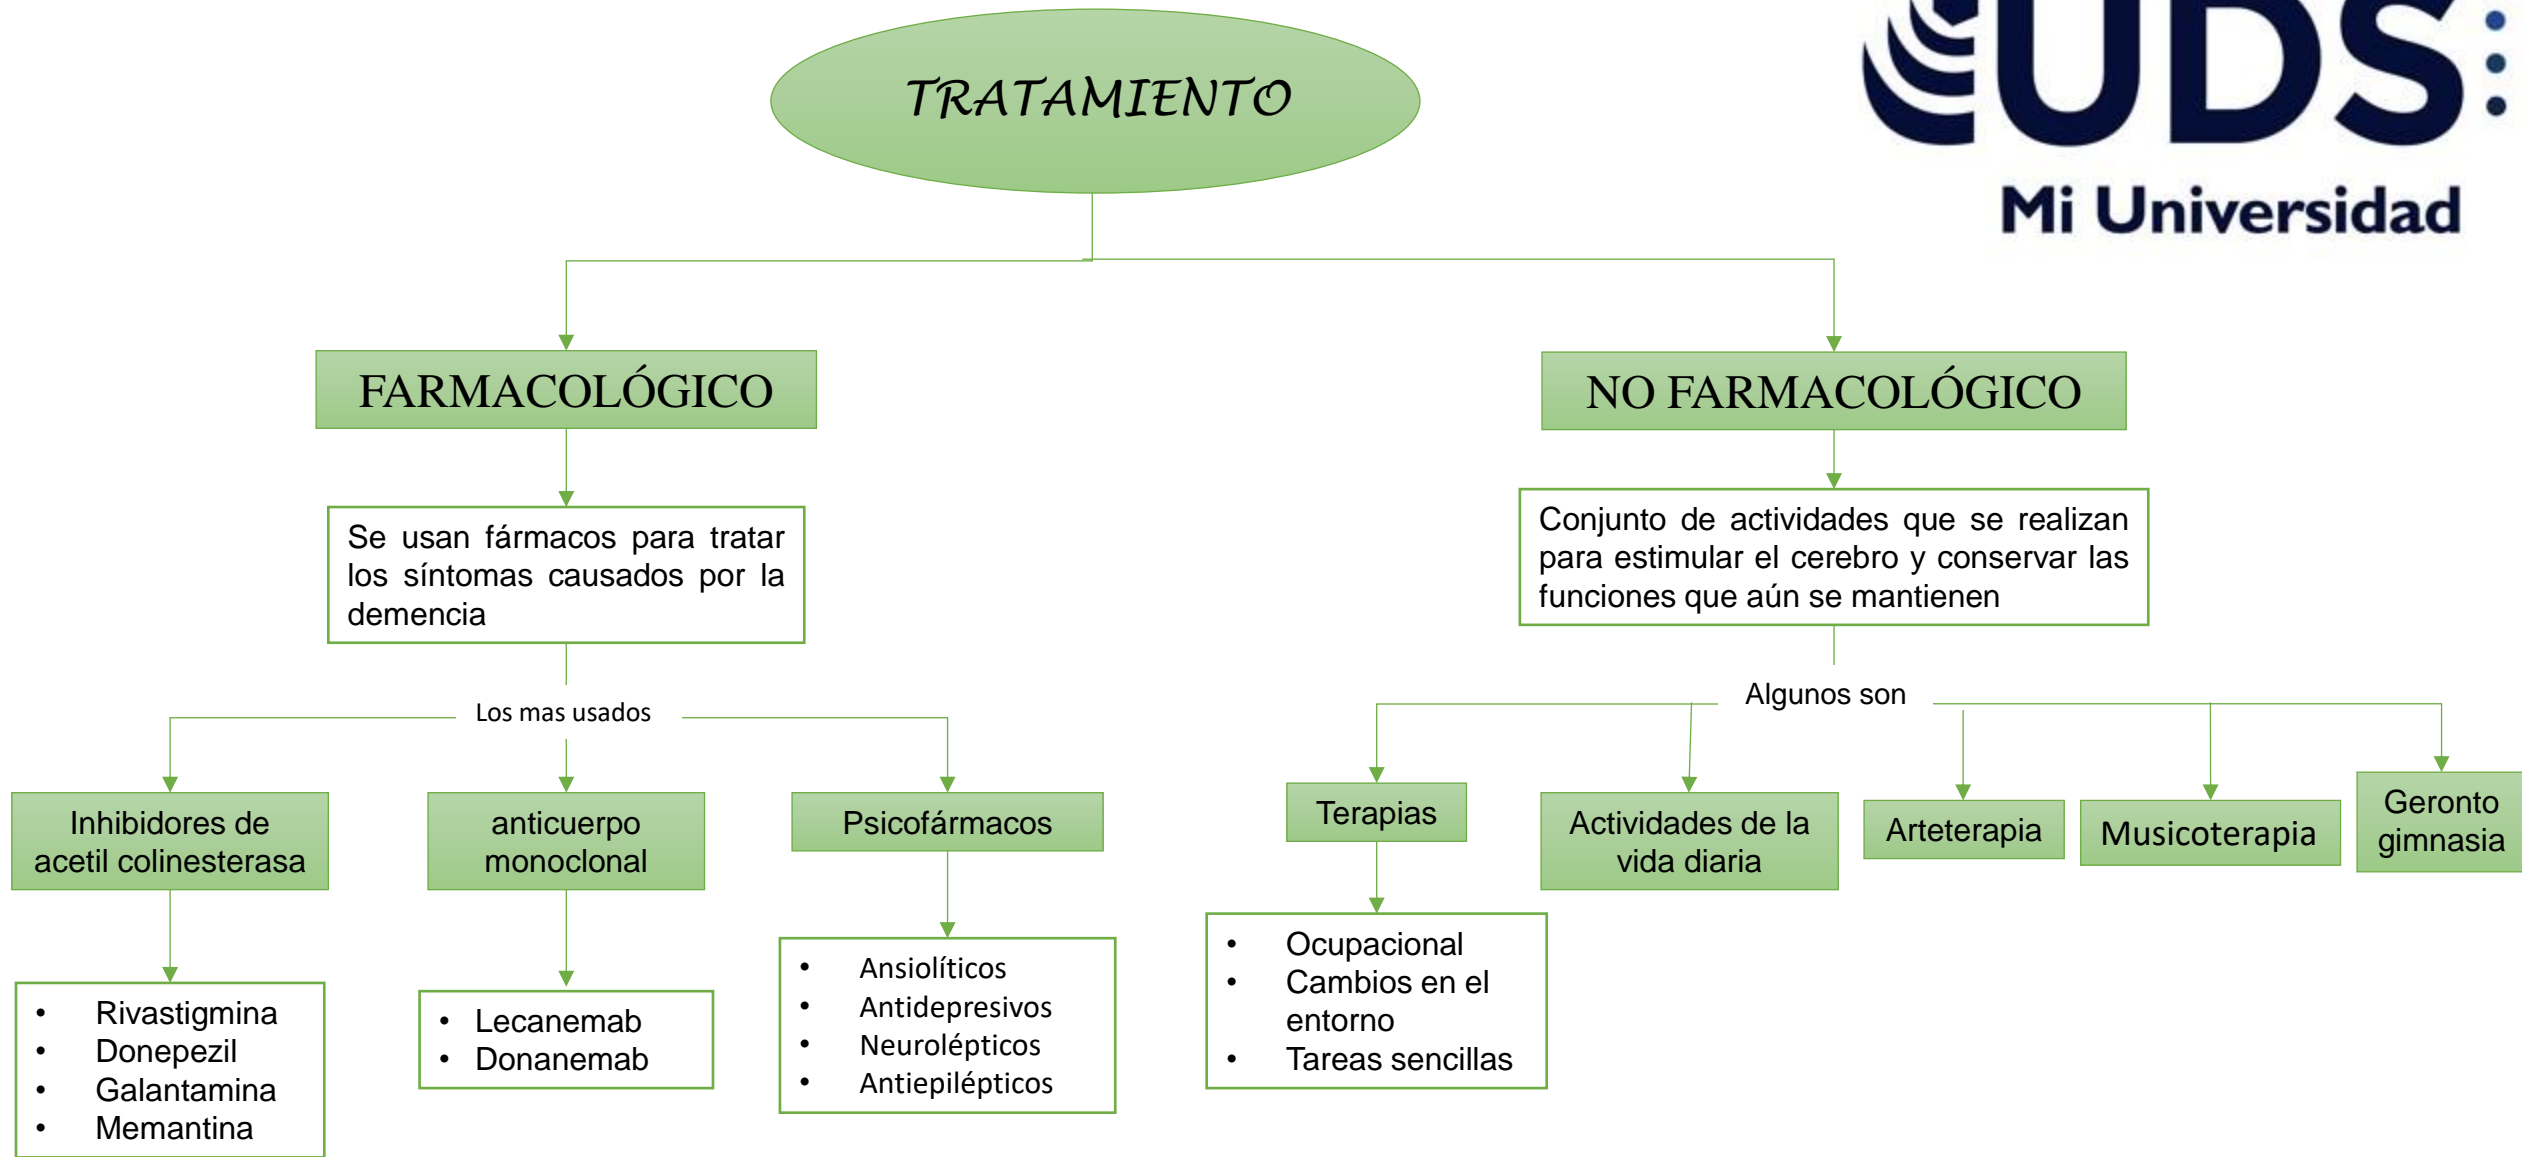 TRATAMIENTO
UDS
Mi Universidad
FARMACOLÓGICO
Se usan fármacos para tratar
los síntomas causados por la
demencia
Los mas usados
Inhibidores de
acetil colinesterasa
• Rivastigmina
• Donepezil
• Galantamina
• Memantina
anticuerpo
monoclonal
• Lecanemab
• Donanemab
Psicofármacos
• Ansiolíticos
• Antidepresivos
• Neurolépticos
• Antiepilépticos
NO FARMACOLÓGICO
Conjunto de actividades que se realizan
para estimular el cerebro y conservar las
funciones que aún se mantienen
Algunos son
Terapias
• Ocupacional
• Cambios en el
entorno
• Tareas sencillas
Actividades de la
vida diaria
Arteterapia
Musicoterapia
Geronto
gimnasia